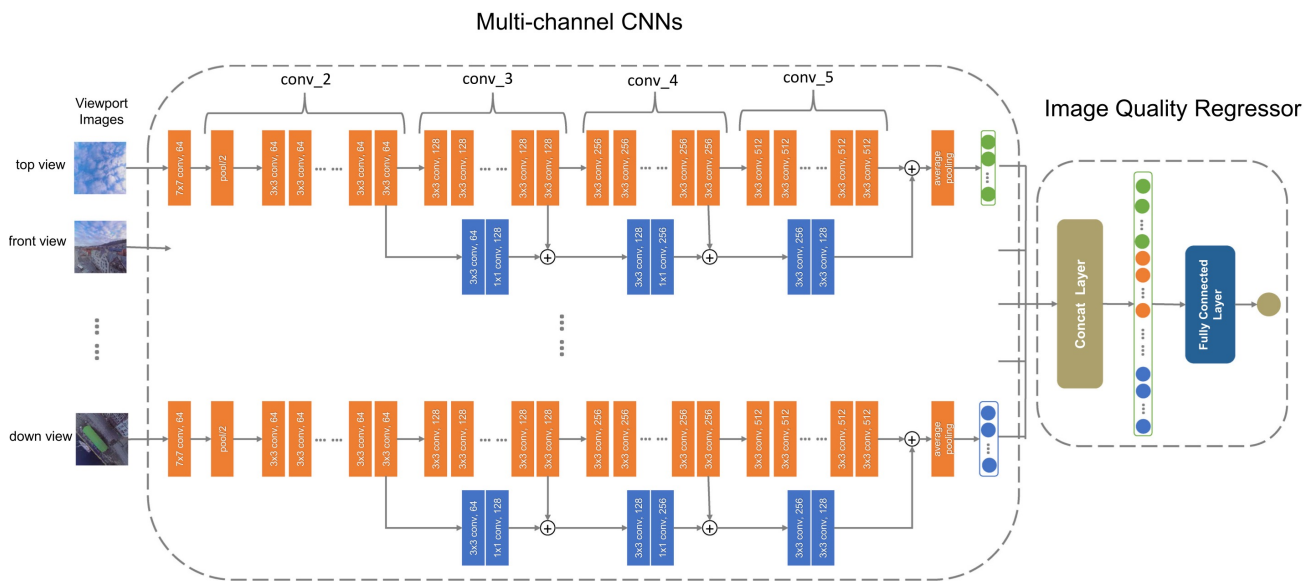 Multi-channel CNNs
conv_2
conv_3
conv_4
conv_5
Viewport
Images
Image Quality Regressor
top view
7x7 conv, 64
pool/2
3x3 conv, 64
3x3 conv, 64
3x3 conv, 64
3x3 conv, 64
3x3 conv, 128
3x3 conv, 128
3x3 conv, 128
3x3 conv, 128
3x3 conv, 256
3x3 conv, 256
3x3 conv, 256
3x3 conv, 256
3x3 conv, 512
3x3 conv, 512
3x3 conv, 512
3x3 conv, 512
average
pooling
front view
3x3 conv, 64
1x1 conv, 128
3x3 conv, 128
1x1 conv, 256
3x3 conv, 256
3x3 conv, 128
Concat Layer
Fully Connected
Layer
down view
7x7 conv, 64
pool/2
3x3 conv, 64
3x3 conv, 64
3x3 conv, 64
3x3 conv, 64
3x3 conv, 128
3x3 conv, 128
3x3 conv, 128
3x3 conv, 128
3x3 conv, 256
3x3 conv, 256
3x3 conv, 256
3x3 conv, 256
3x3 conv, 512
3x3 conv, 512
3x3 conv, 512
3x3 conv, 512
average
pooling
3x3 conv, 64
1x1 conv, 128
3x3 conv, 128
1x1 conv, 256
3x3 conv, 256
3x3 conv, 128